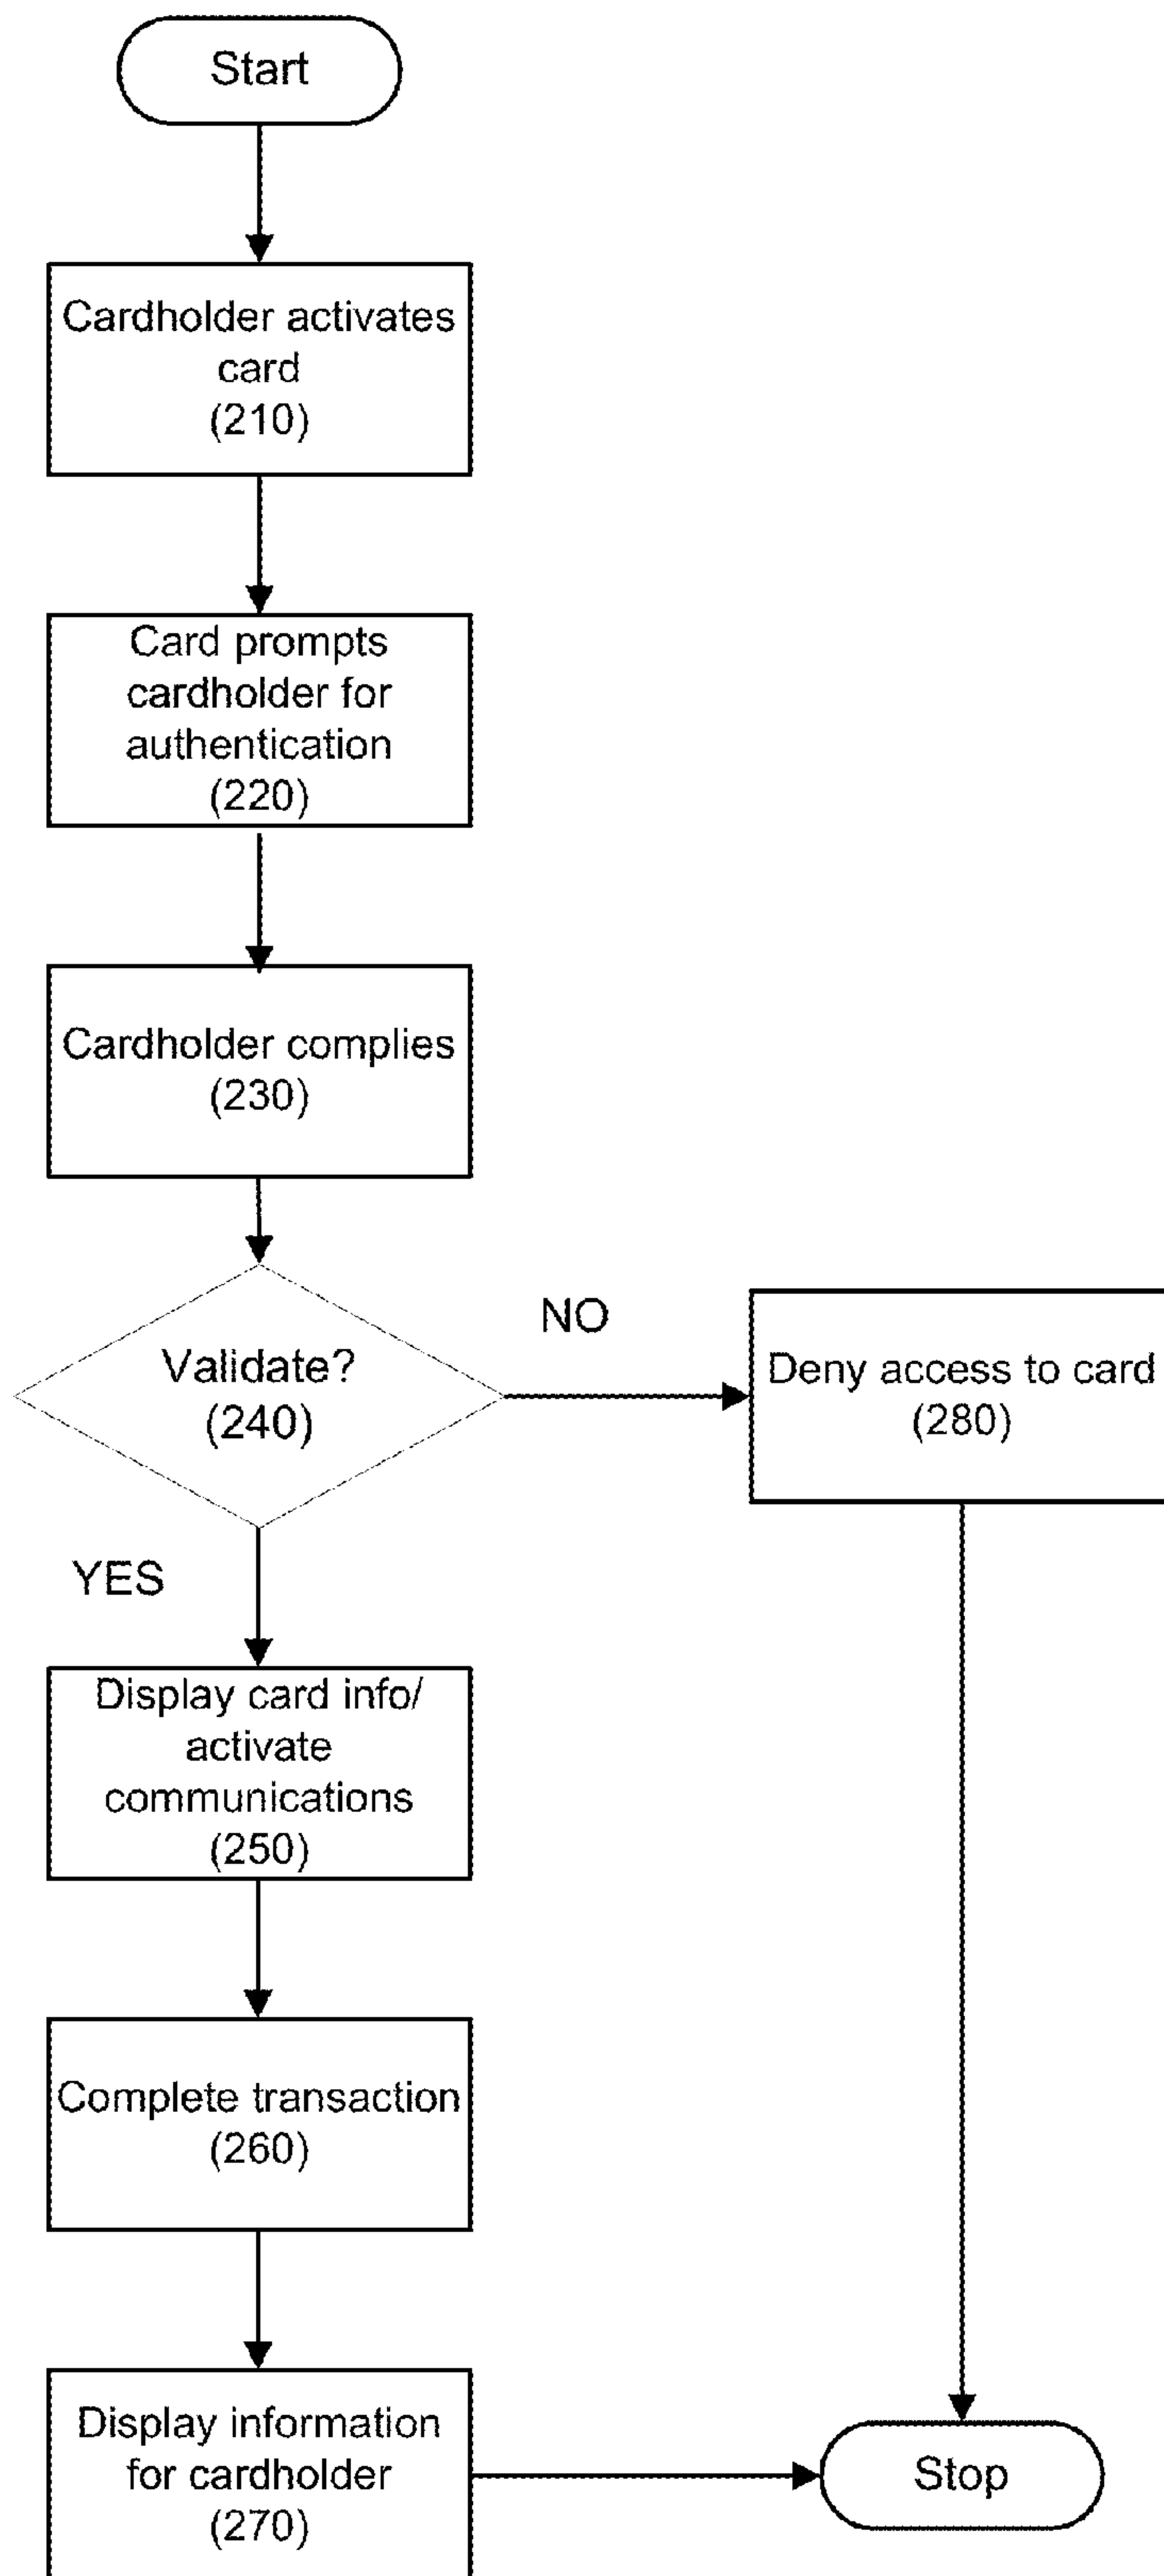 Start
Cardholder activates
card
(210)
Card prompts
cardholder for
authentication
(220)
Cardholder complies
(230)
Validate?
(240)
NO
Deny access to card
(280)
YES
Display card info/
activate
communications
(250)
Complete transaction
(260)
Display information
for cardholder
(270)
Stop